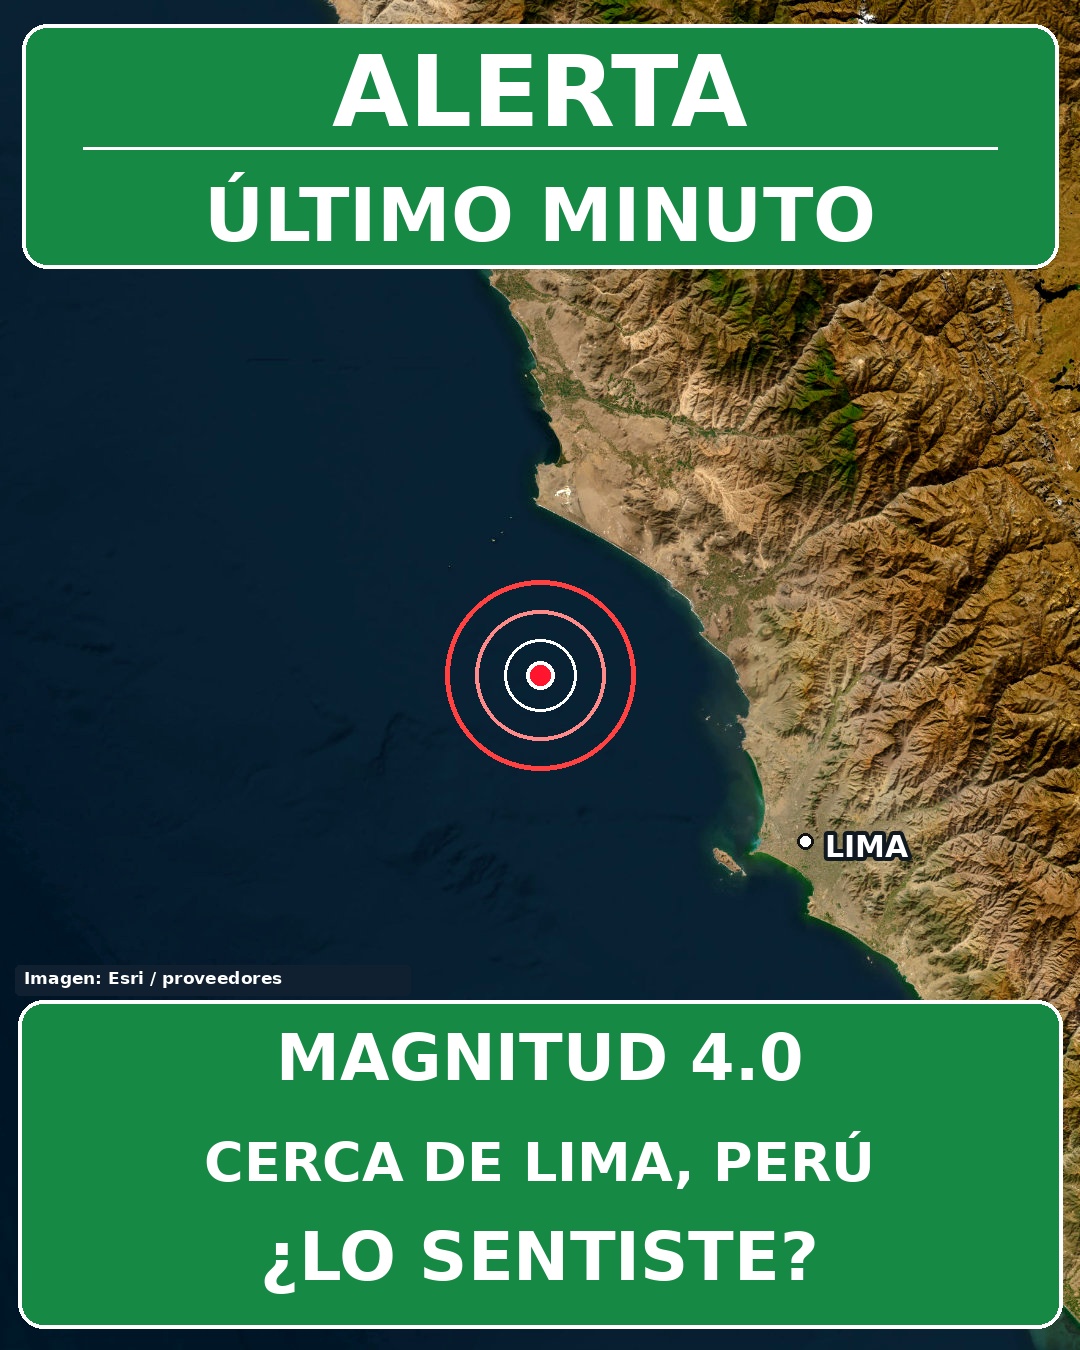 ALERTA
ÚLTIMO MINUTO
LIMA
Imagen: Esri / proveedores
MAGNITUD 4.0
CERCA DE LIMA, PERÚ
¿LO SENTISTE?